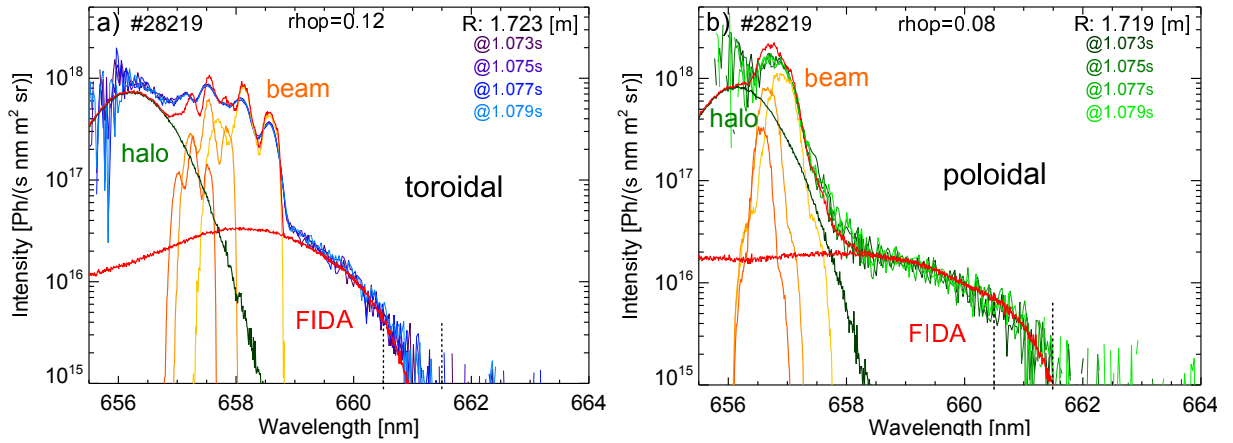 a) #28219 rhop=0.12 R: 1.723 [m]
@1.073s
@1.075s
@1.077s
@1.079s
beam
halo
toroidal
FIDA
10^18
10^17
10^16
10^15
Intensity [Ph/(s nm m² sr)]
656 658 660 662 664
Wavelength [nm]
b) #28219 rhop=0.08 R: 1.719 [m]
@1.073s
@1.075s
@1.077s
@1.079s
beam
halo
poloidal
FIDA
10^18
10^17
10^16
10^15
Intensity [Ph/(s nm m² sr)]
656 658 660 662 664
Wavelength [nm]